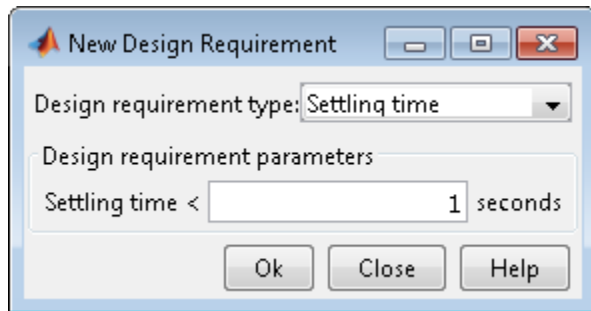 New Design Requirement
Design requirement type: Settling time
Design requirement parameters
Settling time < 1 seconds
Ok Close Help